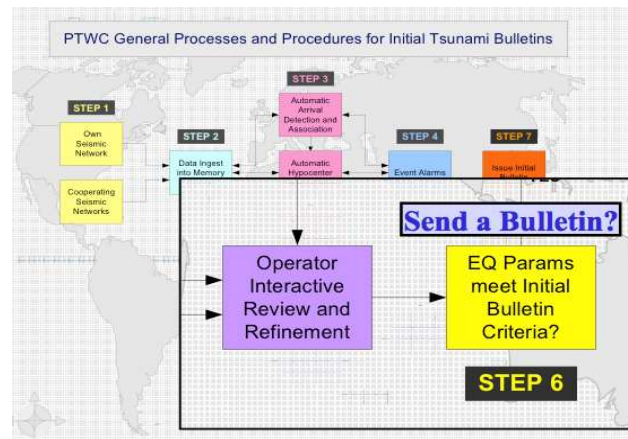 PTWC General Processes and Procedures for Initial Tsunami Bulletins
STEP 1
Own
Seismic
Network
Cooperating
Seismic
Networks
STEP 2
Data Ingest
into Memory
STEP 3
Automatic
Arrival
Detection and
Association
Automatic
Hypocenter
STEP 4
Event Alarms
STEP 7
Issue Initial
Send a Bulletin?
Operator
Interactive
Review and
Refinement
EQ Params
meet Initial
Bulletin
Criteria?
STEP 6